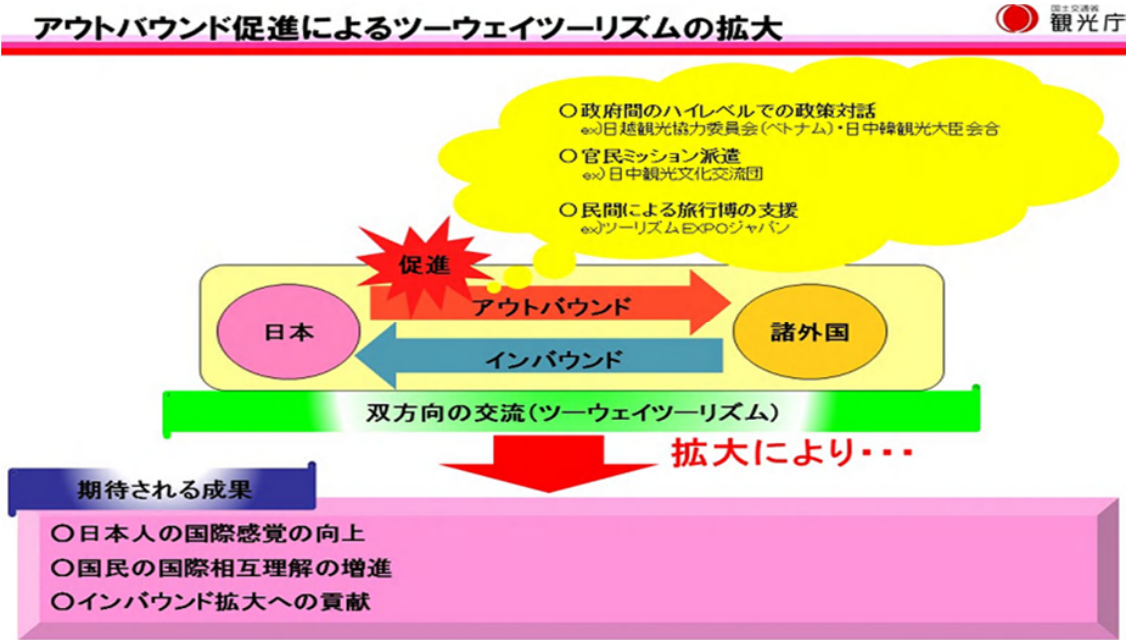 アウトバウンド促進によるツーウェイツーリズムの拡大
国土交通省
観光庁
○政府間のハイレベルでの政策対話
ex)日越観光協力委員会(ベトナム)・日中韓観光大臣会合
○官民ミッション派遣
ex)日中観光文化交流団
○民間による旅行博の支援
ex)ツーリズムEXPOジャパン
促進
アウトバウンド
日本
諸外国
インバウンド
双方向の交流(ツーウェイツーリズム)
拡大により・・・
期待される成果
○日本人の国際感覚の向上
○国民の国際相互理解の増進
○インバウンド拡大への貢献